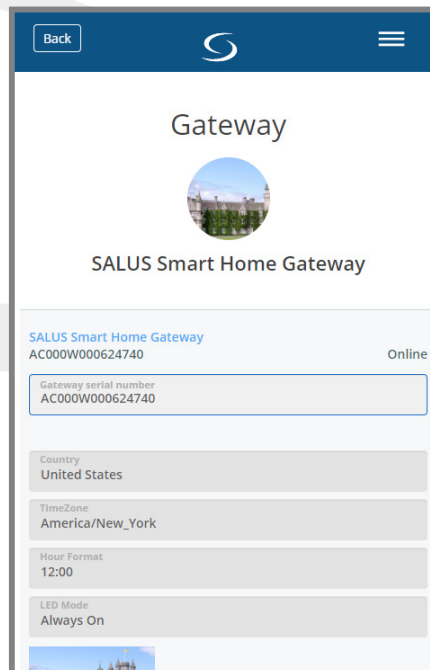 Back
Gateway
SALUS Smart Home Gateway
SALUS Smart Home Gateway
AC000W000624740 Online
Gateway serial number
AC000W000624740
Country
United States
TimeZone
America/New_York
Hour Format
12:00
LED Mode
Always On